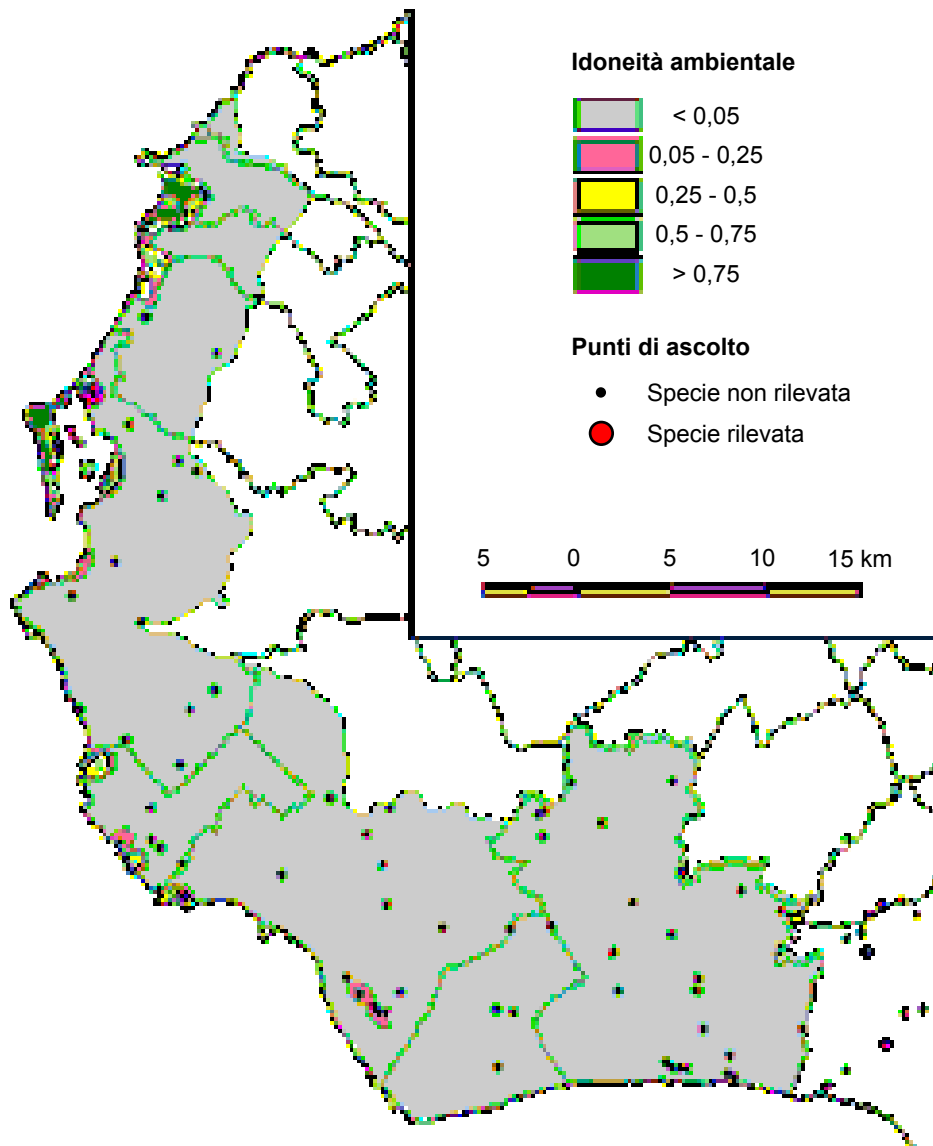 Idoneità ambientale
< 0,05
0,05 - 0,25
0,25 - 0,5
0,5 - 0,75
> 0,75
Punti di ascolto
Specie non rilevata
Specie rilevata
5 0 5 10 15 km